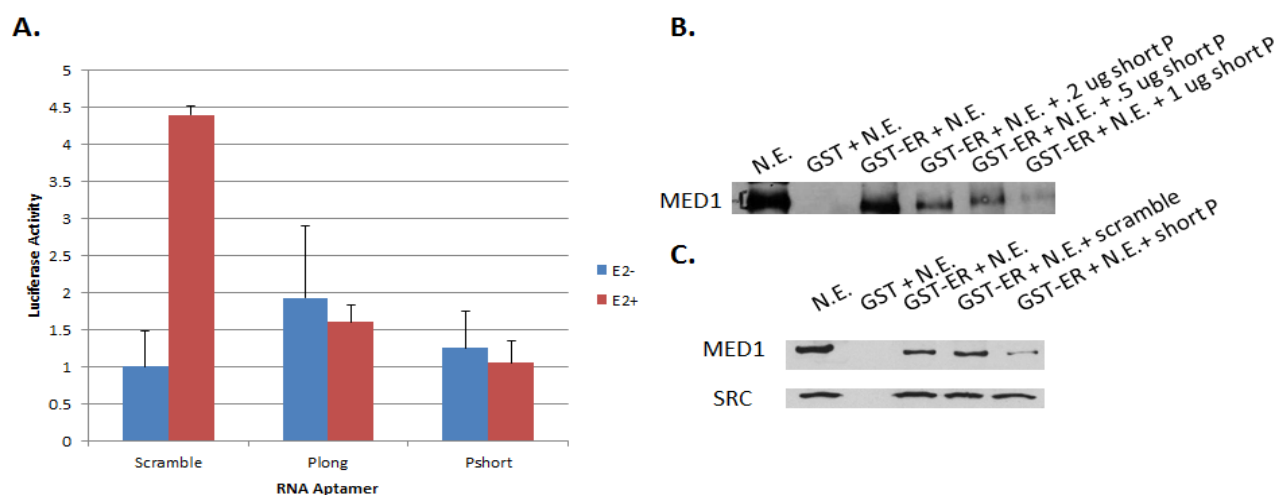 A.
5
4.5
4
3.5
3
2.5
2
1.5
1
0.5
0
Luciferase Activity
Scramble
Plong
Pshort
RNA Aptamer
E2-
E2+
B.
N.E.
GST + N.E.
GST-ER + N.E.
GST-ER + N.E. + .2 ug short P
GST-ER + N.E. + .5 ug short P
GST-ER + N.E. + 1 ug short P
MED1
C.
N.E.
GST + N.E.
GST-ER + N.E.
GST-ER + N.E.+ scramble
GST-ER + N.E.+ short P
MED1
SRC